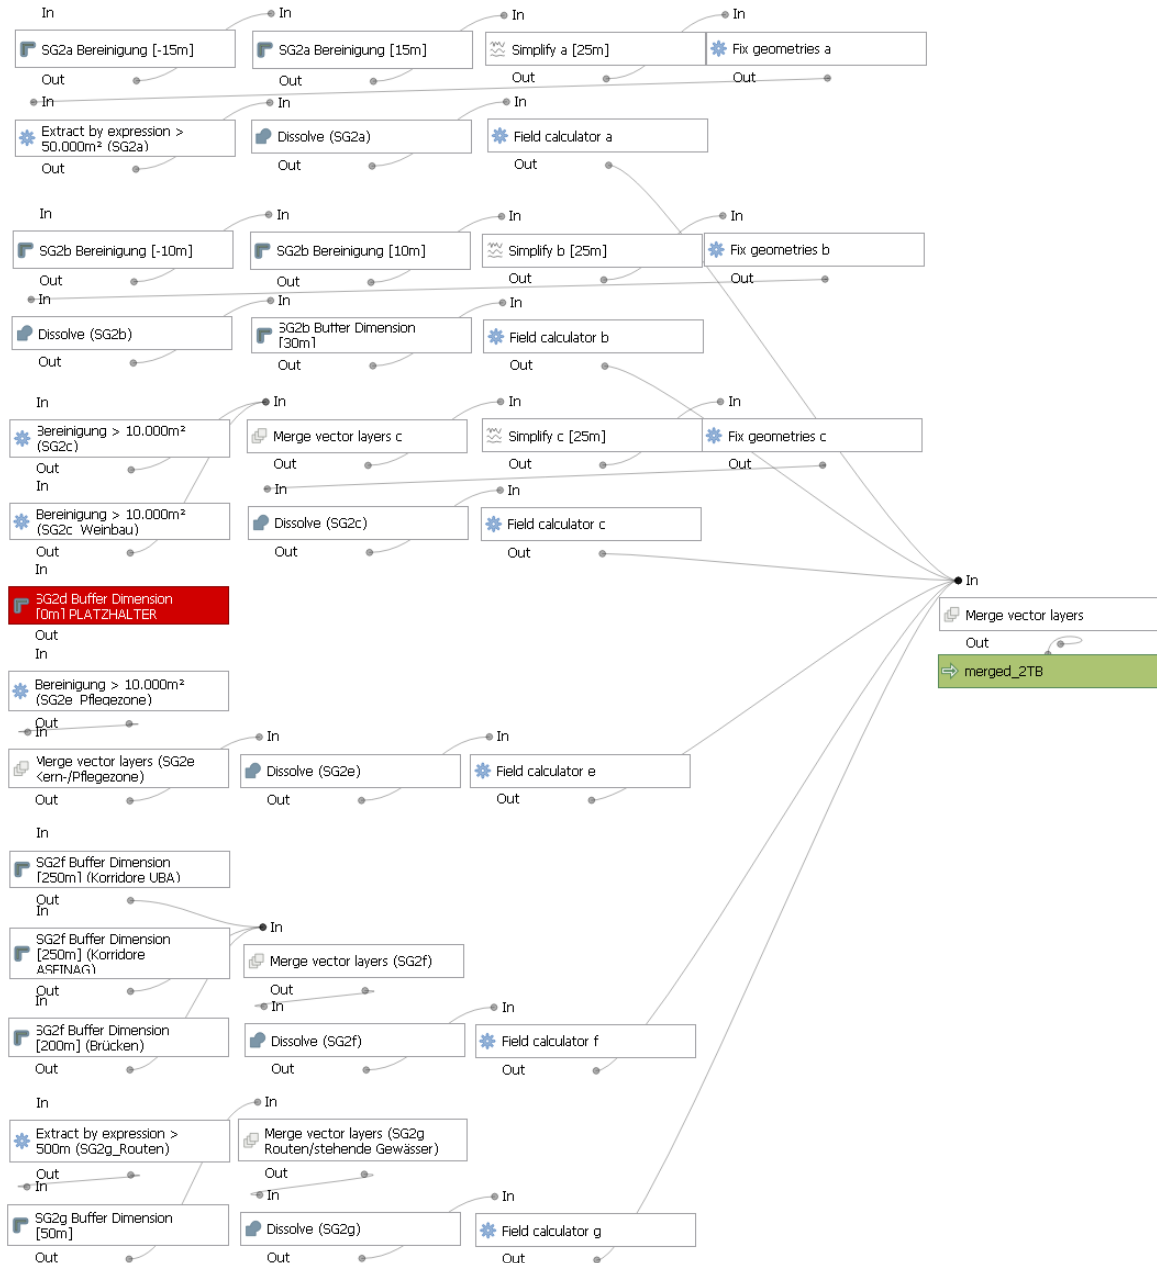 In
In
In
In
SG2a Bereinigung [-15m]
SG2a Bereinigung [15m]
Simplify a [25m]
Fix geometries a
Out
Out
Out
Out
In
In
In
Extract by expression >
50.000m² (SG2a)
Dissolve (SG2a)
Field calculator a
Out
Out
Out
In
In
In
In
SG2b Bereinigung [-10m]
SG2b Bereinigung [10m]
Simplify b [25m]
Fix geometries b
Out
Out
Out
Out
In
In
In
Dissolve (SG2b)
SG2b Buffer Dimension
[30m]
Field calculator b
Out
Out
Out
In
In
In
In
Bereinigung > 10.000m²
(SG2c)
Merge vector layers c
Simplify c [25m]
Fix geometries c
Out
Out
Out
Out
In
In
In
Bereinigung > 10.000m²
(SG2c_Weinbau)
Dissolve (SG2c)
Field calculator c
Out
Out
Out
In
SG2d Buffer Dimension
[0m] PLATZHALTER
Out
In
Merge vector layers
Out
merged_2TB
In
Bereinigung > 10.000m²
(SG2e_Pflegezone)
Out
In
In
In
Merge vector layers (SG2e
Kern-/Pflegezone)
Dissolve (SG2e)
Field calculator e
Out
Out
Out
In
SG2f Buffer Dimension
[250m] (Korridore UBA)
Out
In
In
SG2f Buffer Dimension
[250m] (Korridore
ASFINAG)
Merge vector layers (SG2f)
Out
Out
In
In
In
SG2f Buffer Dimension
[200m] (Brücken)
Dissolve (SG2f)
Field calculator f
Out
Out
Out
In
In
Extract by expression >
500m (SG2g_Routen)
Merge vector layers (SG2g
Routen/stehende Gewässer)
Out
Out
In
In
In
SG2g Buffer Dimension
[50m]
Dissolve (SG2g)
Field calculator g
Out
Out
Out